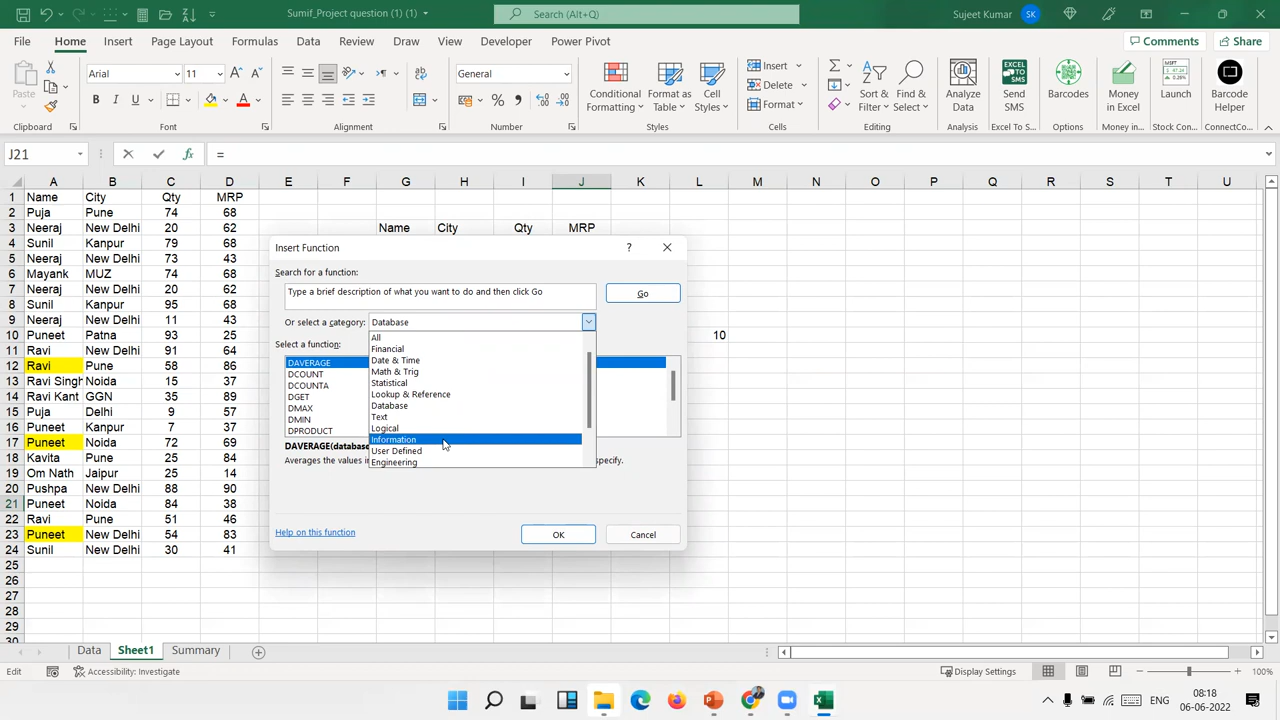 Sumif_Project question (1) - Excel
Search (Alt+Q)
Sujeet Kumar
SK
File Home Insert Page Layout Formulas Data Review View Developer Power Pivot
Comments Share
Paste
Arial 11
B I U
General
Conditional Formatting
Format as Table
Cell Styles
Insert
Delete
Format
Sort & Filter
Find & Select
Analyze Data
Send SMS
Barcodes
Money in Excel
Launch
Barcode Helper
Clipboard Font Alignment Number Styles Cells Editing Analysis Excel To S... Options Money in... Stock Con... ConnectCo...
J21 fx =
A B C D E F G H I J K L M N O P Q R S T U
1 Name City Qty MRP
2 Puja Pune 74 68
3 Neeraj New Delhi 20 62 Name City Qty MRP
4 Sunil Kanpur 79 68
5 Neeraj New Delhi 73 43
6 Mayank MUZ 74 68
7 Neeraj New Delhi 20 62
8 Sunil Kanpur 95 68
9 Neeraj New Delhi 11 43
10 Puneet Patna 93 25 10
11 Ravi New Delhi 91 64
12 Ravi Pune 58 86
13 Ravi Singh Noida 15 37
14 Ravi Kant GGN 35 89
15 Puja Delhi 9 57
16 Puneet Kanpur 7 37
17 Puneet Noida 72 69
18 Kavita Pune 25 84
19 Om Nath Jaipur 25 14
20 Pushpa New Delhi 88 90
21 Puneet Noida 84 38
22 Ravi Pune 51 46
23 Puneet New Delhi 54 83
24 Sunil New Delhi 30 41
25
26
27
28
29
30
Insert Function
? ×
Search for a function:
Type a brief description of what you want to do and then click Go
Go
Or select a category: Database
All
Financial
Date & Time
Math & Trig
Statistical
Lookup & Reference
Database
Text
Logical
Information
User Defined
Engineering
Select a function:
DAVERAGE
DCOUNT
DCOUNTA
DGET
DMAX
DMIN
DPRODUCT
DAVERAGE(database
Averages the values i
specify.
Help on this function
OK
Cancel
Data Sheet1 Summary
Edit
Accessibility: Investigate
Display Settings
100%
ENG
08:18
06-06-2022